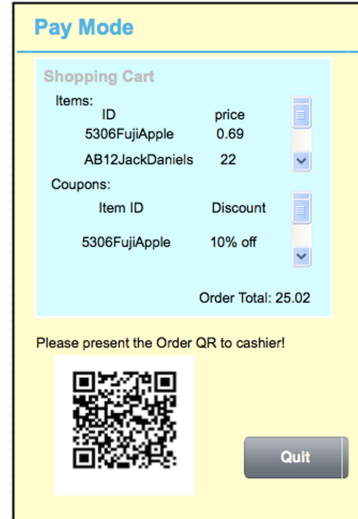 Pay Mode
Shopping Cart
Items:
ID price
5306FujiApple 0.69
AB12JackDaniels 22
Coupons:
Item ID Discount
5306FujiApple 10% off
Order Total: 25.02
Please present the Order QR to cashier!
Quit